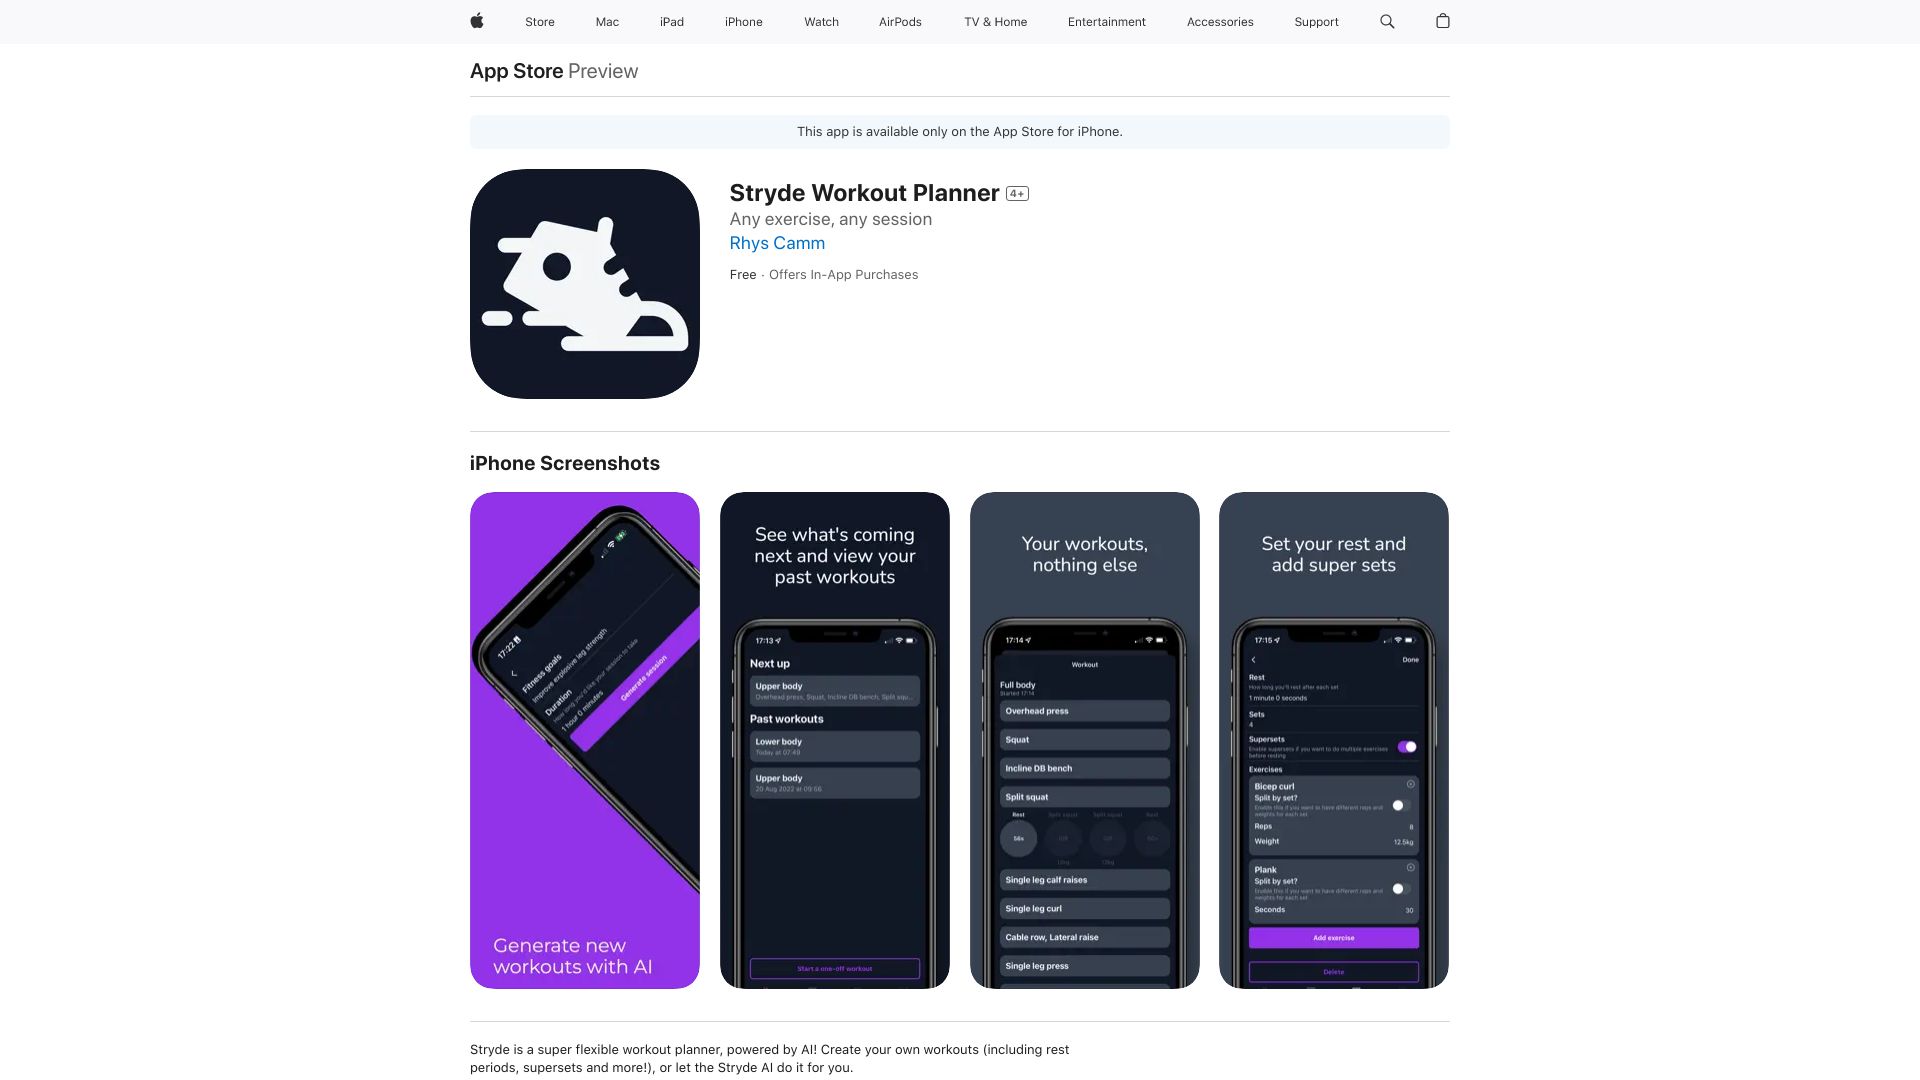 Store
Mac
iPad
iPhone
Watch
AirPods
TV & Home
Entertainment
Accessories
Support
App Store Preview
This app is available only on the App Store for iPhone.
Stryde Workout Planner 4+
Any exercise, any session
Rhys Camm
Free · Offers In-App Purchases
iPhone Screenshots
17:22
Fitness goals
Improve explosive leg strength
Duration
How long you'd like your session to take
1 hour 0 minutes
Generate session
Generate new
workouts with AI
See what's coming
next and view your
past workouts
17:13
Next up
Upper body
Overhead press, Squat, Incline DB bench, Split squ...
Past workouts
Lower body
Today at 07:49
Upper body
20 Aug 2022 at 09:56
Start a one-off workout
Your workouts,
nothing else
17:14
Workout
Full body
Started 17:14
Overhead press
Squat
Incline DB bench
Split squat
Rest
Split squat
Split squat
Rest
56s
Single leg calf raises
Single leg curl
Cable row, Lateral raise
Single leg press
Set your rest and
add super sets
17:15
Done
Rest
How long you'll rest after each set
1 minute 0 seconds
Sets
4
Supersets
Enable supersets if you want to do multiple exercises
before resting
Exercises
Bicep curl
Split by set?
Enable this if you want to have different reps and
weights for each set
Reps 8
Weight 12.5kg
Plank
Split by set?
Enable this if you want to have different reps and
weights for each set
Seconds 30
Add exercise
Delete
Stryde is a super flexible workout planner, powered by AI! Create your own workouts (including rest
periods, supersets and more!), or let the Stryde AI do it for you.